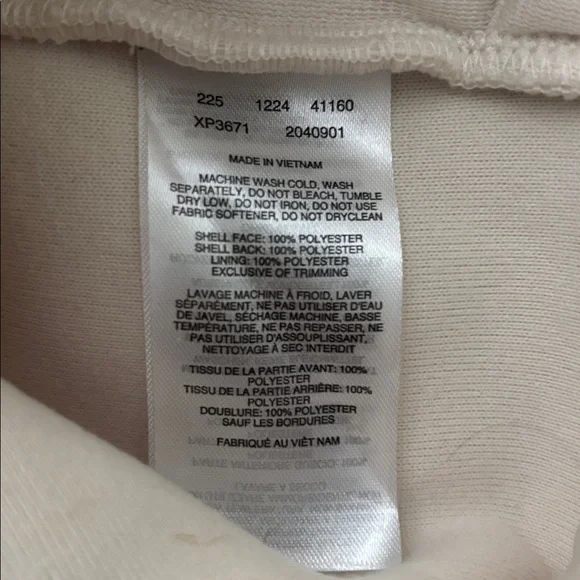 225 1224 41160
XP3671 2040901
MADE IN VIETNAM
MACHINE WASH COLD, WASH
SEPARATELY, DO NOT BLEACH, TUMBLE
DRY LOW, DO NOT IRON, DO NOT USE
FABRIC SOFTENER, DO NOT DRYCLEAN
SHELL FACE: 100% POLYESTER
SHELL BACK: 100% POLYESTER
LINING: 100% POLYESTER
EXCLUSIVE OF TRIMMING
LAVAGE MACHINE À FROID, LAVER
SÉPARÉMENT, NE PAS UTILISER D'EAU
DE JAVEL, SÉCHAGE MACHINE, BASSE
TEMPÉRATURE, NE PAS REPASSER, NE
PAS UTILISER D'ASSOUPLISSANT,
NETTOYAGE À SEC INTERDIT
TISSU DE LA PARTIE AVANT: 100%
POLYESTER
TISSU DE LA PARTIE ARRIÈRE: 100%
POLYESTER
DOUBLURE: 100% POLYESTER
SAUF LES BORDURES
FABRIQUÉ AU VIÊT NAM